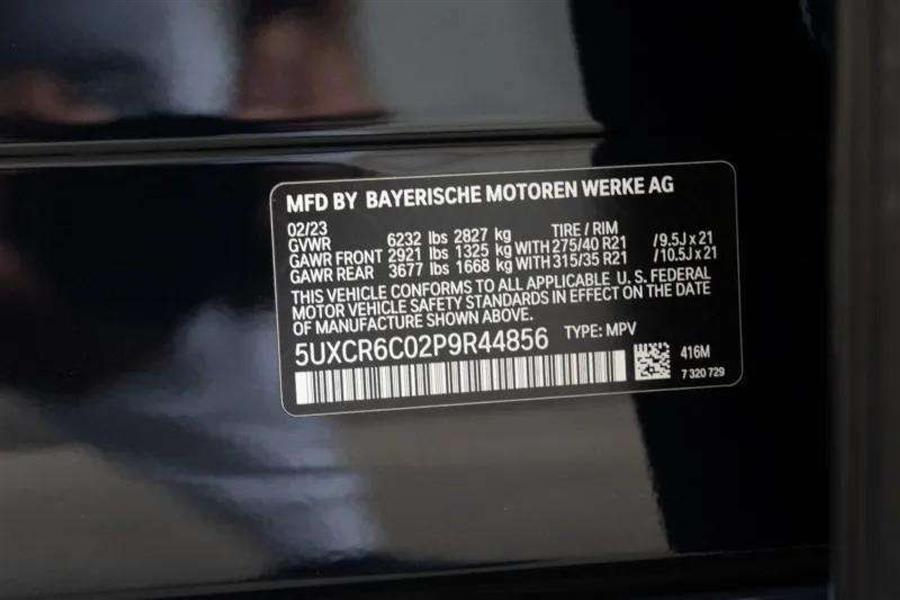 MFD BY BAYERISCHE MOTOREN WERKE AG
02/23 TIRE / RIM
GVWR 6232 lbs 2827 kg
GAWR FRONT 2921 lbs 1325 kg WITH 275/40 R21 /9.5J x 21
GAWR REAR 3677 lbs 1668 kg WITH 315/35 R21 /10.5J x 21
THIS VEHICLE CONFORMS TO ALL APPLICABLE U. S. FEDERAL
MOTOR VEHICLE SAFETY STANDARDS IN EFFECT ON THE DATE
OF MANUFACTURE SHOWN ABOVE.
5UXCR6C02P9R44856 TYPE: MPV
416M
7 320 729